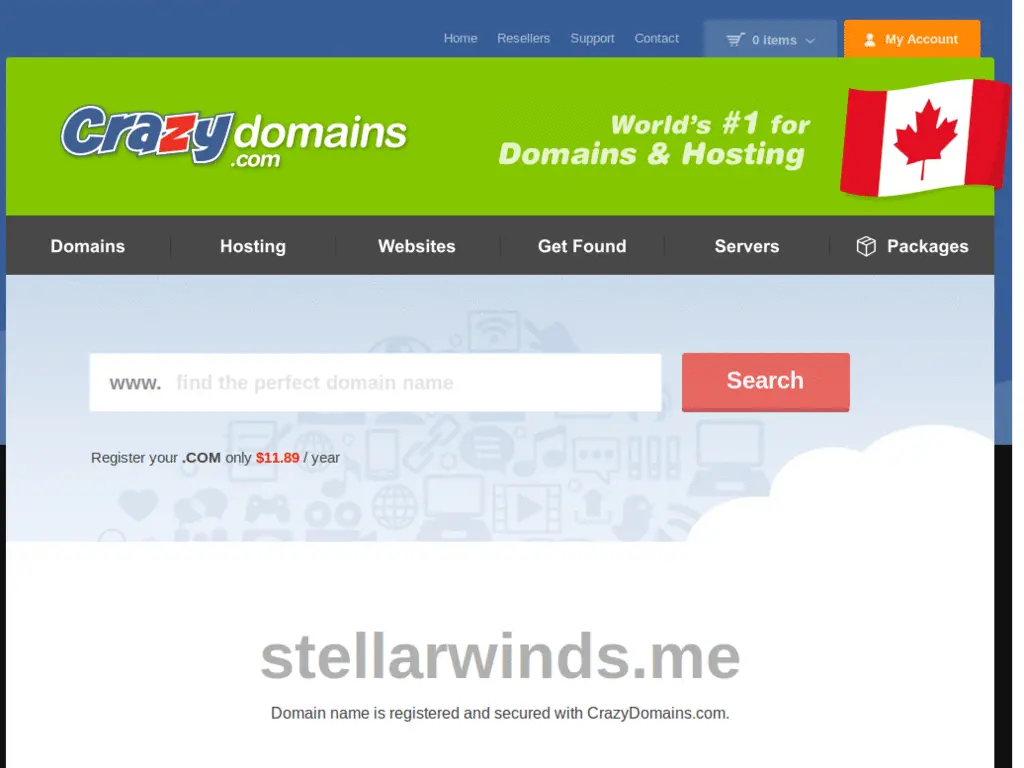 Home Resellers Support Contact 0 items My Account
Crazy domains .com
World's #1 for
Domains & Hosting
Domains Hosting Websites Get Found Servers Packages
www. find the perfect domain name Search
Register your .COM only $11.89 / year
stellarwinds.me
Domain name is registered and secured with CrazyDomains.com.